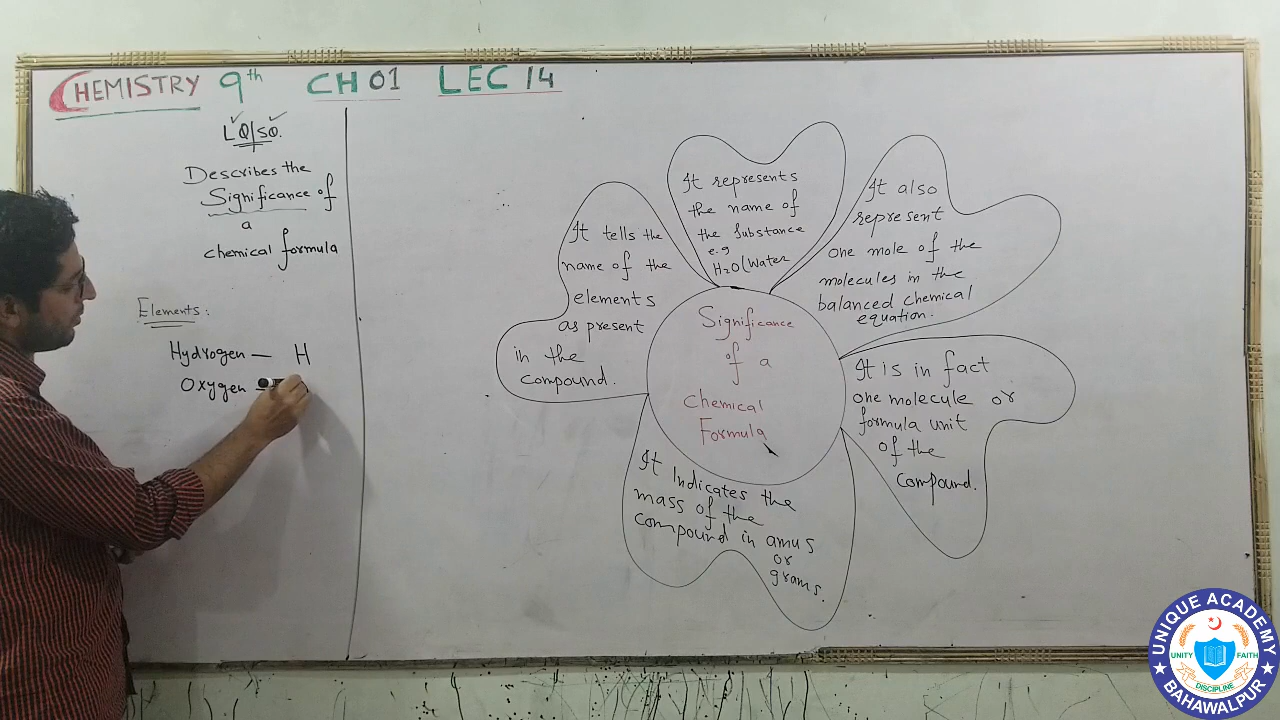 CHEMISTRY 9th CH 01 LEC 14
LQ/SQ.
Describes the
Significance of
a
chemical formula
Elements:
Hydrogen — H
Oxygen
It tells the
name of the
elements
as present
in the
compound.
It represents
the name of
the substance
e.g
H₂O(Water
It also
represent
one mole of the
molecules in the
balanced chemical
equation.
Significance
of a
Chemical
Formula
It is in fact
one molecule or
formula unit
of the
compound.
It Indicates the
mass of the
compound in amus
or
grams.
UNIQUE ACADEMY
UNITY FAITH
DISCIPLINE
BAHAWALPUR